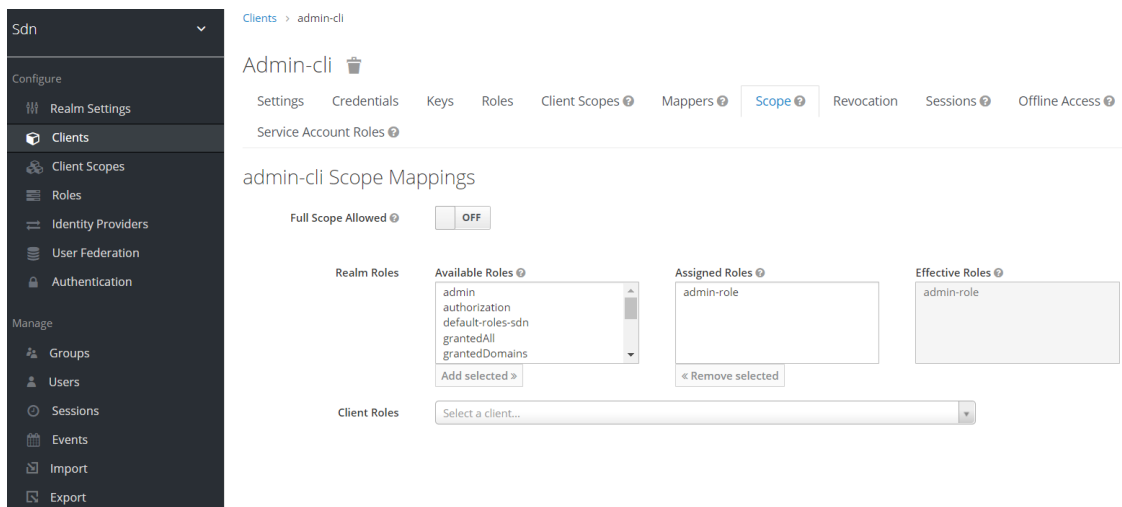 Sdn
Configure
Realm Settings
Clients
Client Scopes
Roles
Identity Providers
User Federation
Authentication
Manage
Groups
Users
Sessions
Events
Import
Export
Clients > admin-cli
Admin-cli
Settings Credentials Keys Roles Client Scopes Mappers Scope Revocation Sessions Offline Access
Service Account Roles
admin-cli Scope Mappings
Full Scope Allowed OFF
Realm Roles Available Roles Assigned Roles Effective Roles
admin admin-role admin-role
authorization
default-roles-sdn
grantedAll
grantedDomains
Add selected » « Remove selected
Client Roles Select a client...